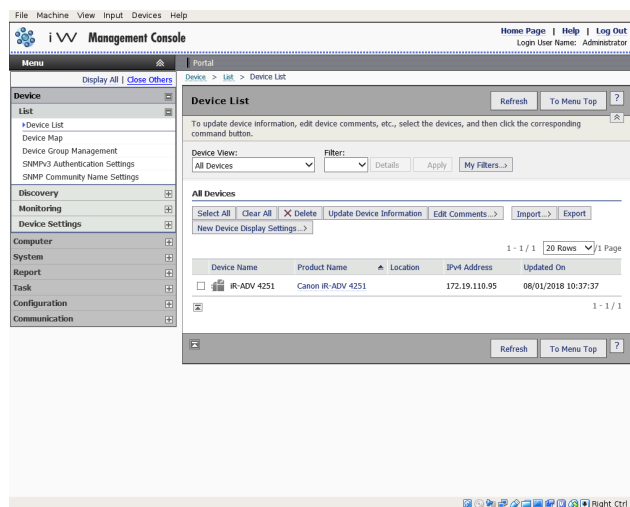 File Machine View Input Devices Help
iW Management Console
Home Page | Help | Log Out
Login User Name: Administrator
Menu
Portal
Display All | Close Others
Device > List > Device List
Device
List
Device List
Device Map
Device Group Management
SNMPv3 Authentication Settings
SNMP Community Name Settings
Discovery
Monitoring
Device Settings
Computer
System
Report
Task
Configuration
Communication
Device List
Refresh To Menu Top ?
To update device information, edit device comments, etc., select the devices, and then click the corresponding
command button.
Device View: Filter:
All Devices Details Apply My Filters...>
All Devices
Select All Clear All Delete Update Device Information Edit Comments...> Import...> Export
New Device Display Settings...>
1 - 1 / 1 20 Rows /1 Page
Device Name Product Name Location IPv4 Address Updated On
iR-ADV 4251 Canon iR-ADV 4251 172.19.110.95 08/01/2018 10:37:37
1 - 1 / 1
Refresh To Menu Top ?
Right Ctrl